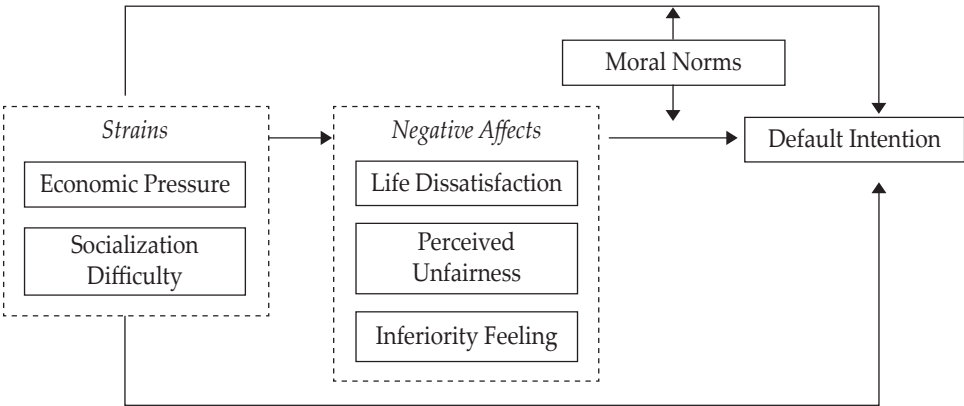 Moral Norms
Strains
Negative Affects
Default Intention
Economic Pressure
Life Dissatisfaction
Socialization
Difficulty
Perceived
Unfairness
Inferiority Feeling